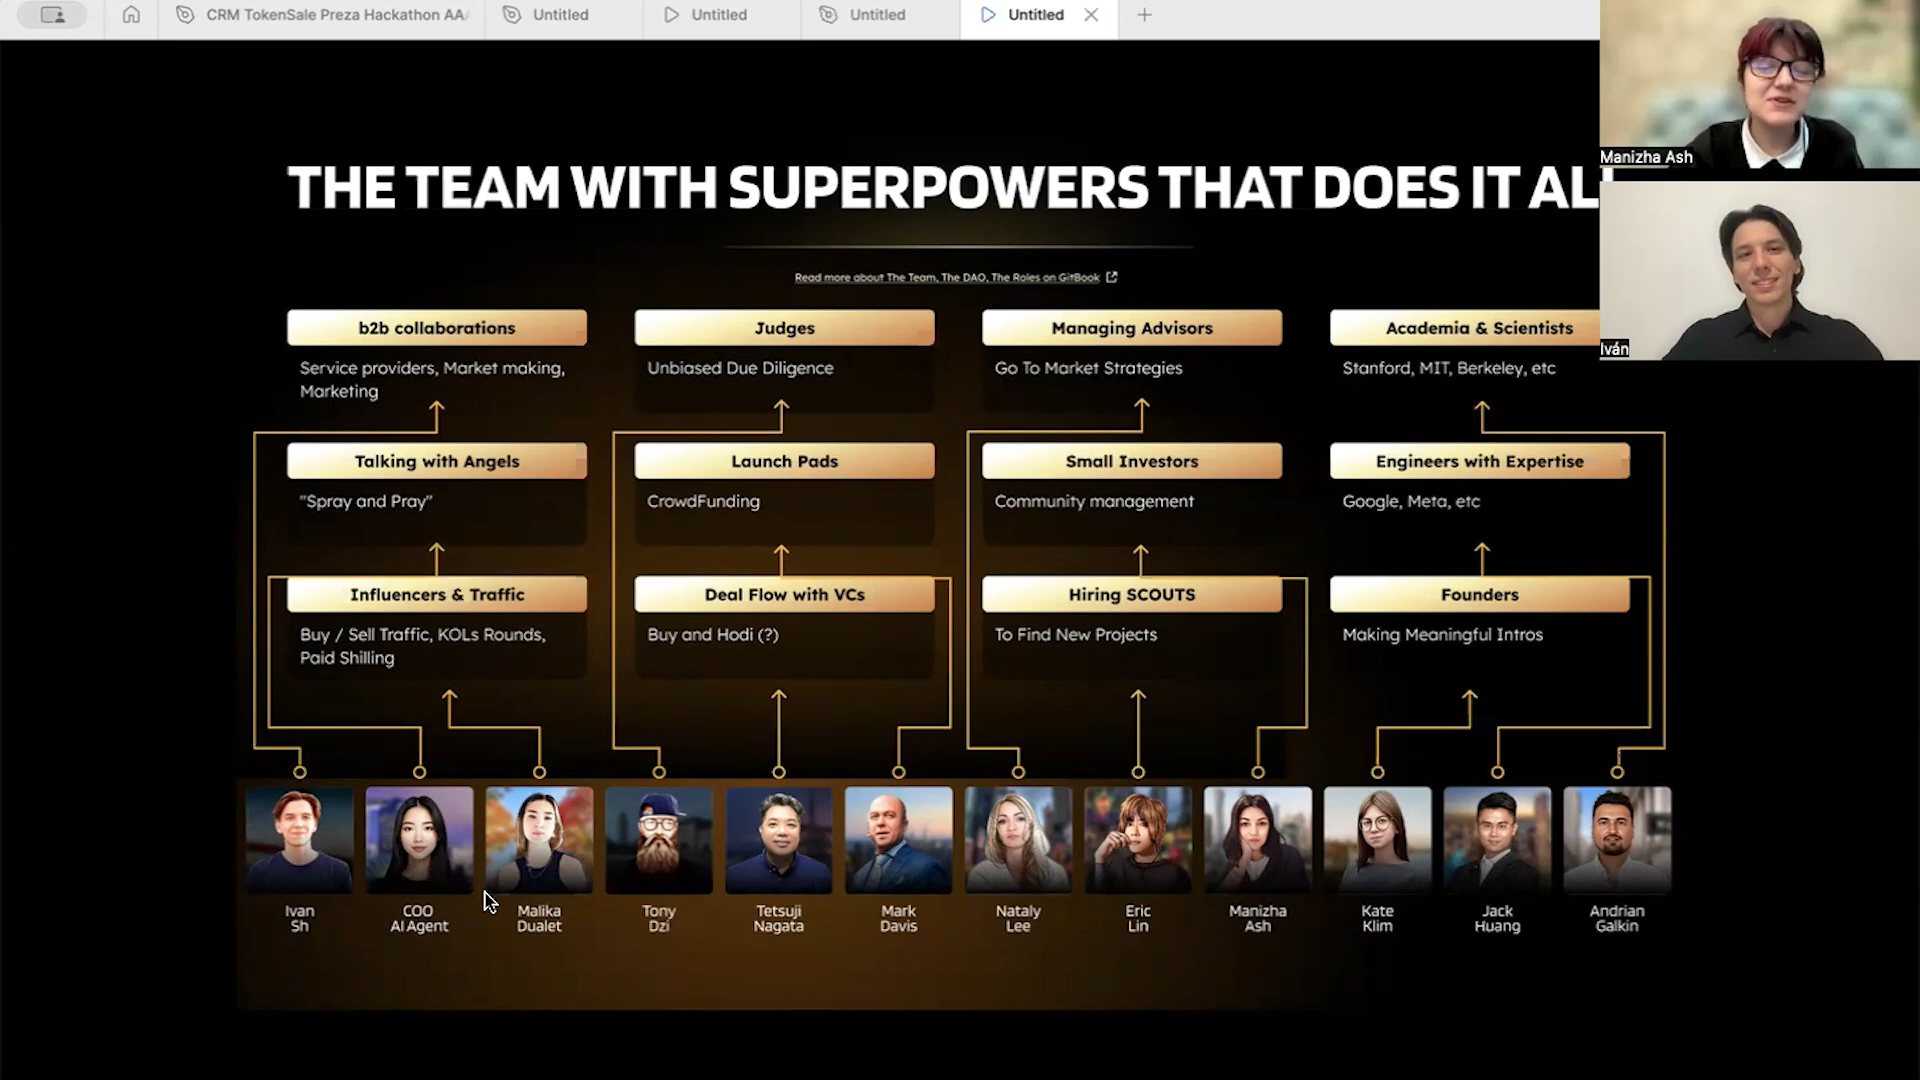 CRM TokenSale Preza Hackathon AA
Untitled
Untitled
Untitled
Untitled
Manizha Ash
Iván
THE TEAM WITH SUPERPOWERS THAT DOES IT AL
Read more about The Team, The DAO, The Roles on GitBook
b2b collaborations
Judges
Managing Advisors
Academia & Scientists
Service providers, Market making,
Marketing
Unbiased Due Diligence
Go To Market Strategies
Stanford, MIT, Berkeley, etc
Talking with Angels
Launch Pads
Small Investors
Engineers with Expertise
"Spray and Pray"
CrowdFunding
Community management
Google, Meta, etc
Influencers & Traffic
Deal Flow with VCs
Hiring SCOUTS
Founders
Buy / Sell Traffic, KOLs Rounds,
Paid Shilling
Buy and Hodi (?)
To Find New Projects
Making Meaningful Intros
Ivan
Sh
COO
AI Agent
Malika
Dualet
Tony
Dzi
Tetsuji
Nagata
Mark
Davis
Nataly
Lee
Eric
Lin
Manizha
Ash
Kate
Klim
Jack
Huang
Andrian
Galkin